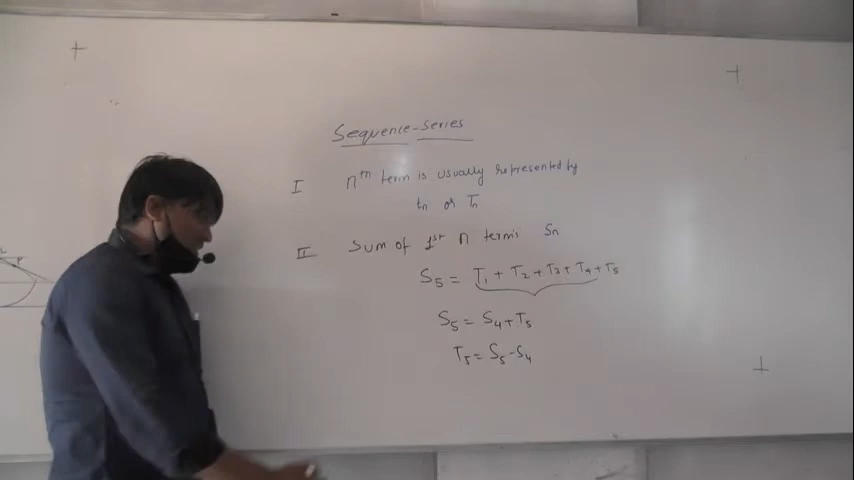 Sequence-Series
I nth term is usually represented by
tn or Tn
II Sum of 1st n terms Sn
S5 = T1 + T2 + T3 + T4 + T5
S5 = S4 + T5
T5 = S5 - S4